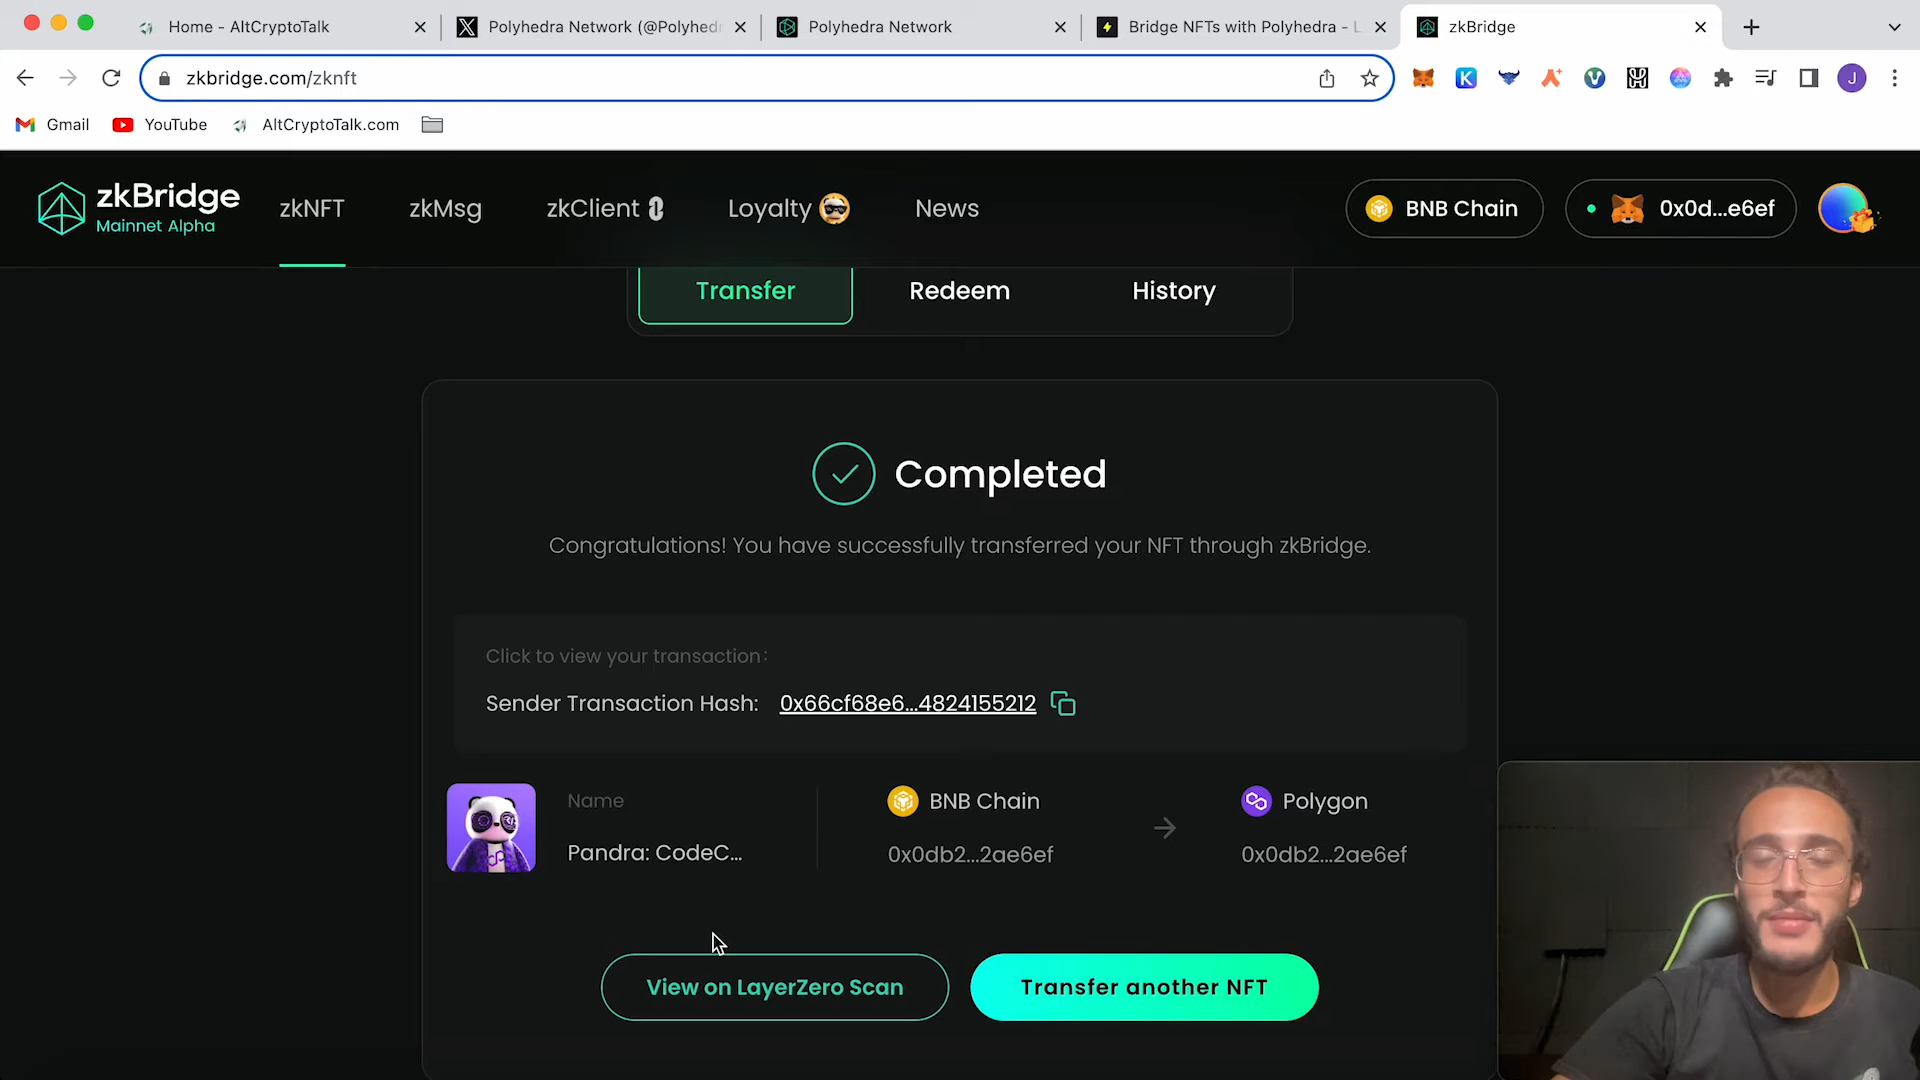 Home - AltCryptoTalk
Polyhedra Network (@Polyhed
Polyhedra Network
Bridge NFTs with Polyhedra - L
zkBridge
zkbridge.com/zknft
J
Gmail
YouTube
AltCryptoTalk.com
zkBridge
Mainnet Alpha
zkNFT
zkMsg
zkClient
Loyalty
News
BNB Chain
0x0d...e6ef
Transfer
Redeem
History
Completed
Congratulations! You have successfully transferred your NFT through zkBridge.
Click to view your transaction:
Sender Transaction Hash: 0x66cf68e6...4824155212
Name
Pandra: CodeC...
BNB Chain
0x0db2...2ae6ef
Polygon
0x0db2...2ae6ef
View on LayerZero Scan
Transfer another NFT